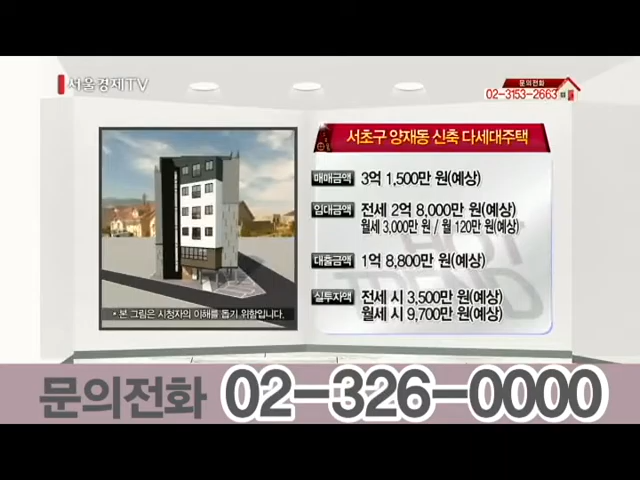 서울경제TV
문의전화
02-3153-2663
서초구 양재동 신축 다세대주택
매매금액 3억 1,500만 원(예상)
임대금액 전세 2억 8,000만 원(예상)
월세 3,000만 원 / 월 120만 원(예상)
대출금액 1억 8,800만 원(예상)
실투자액 전세 시 3,500만 원(예상)
월세 시 9,700만 원(예상)
HOT
TREND
* 본 그림은 시청자의 이해를 돕기 위함입니다.
문의전화 02-326-0000